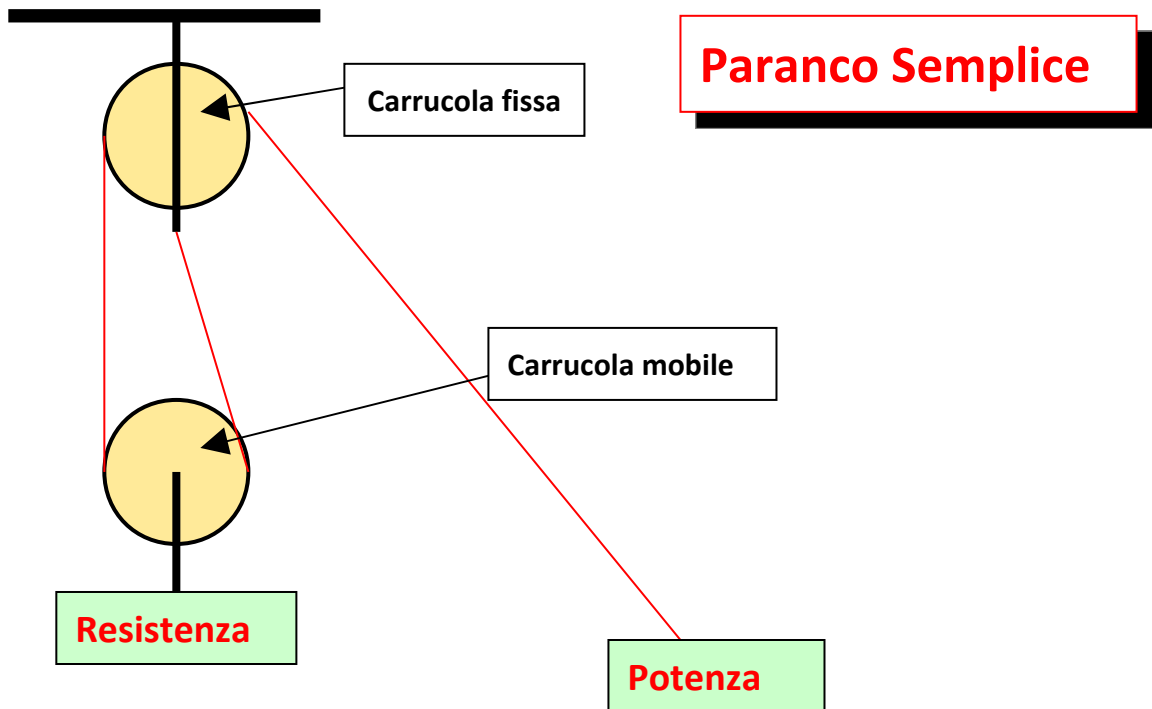 Paranco Semplice
Carrucola fissa
Carrucola mobile
Resistenza
Potenza